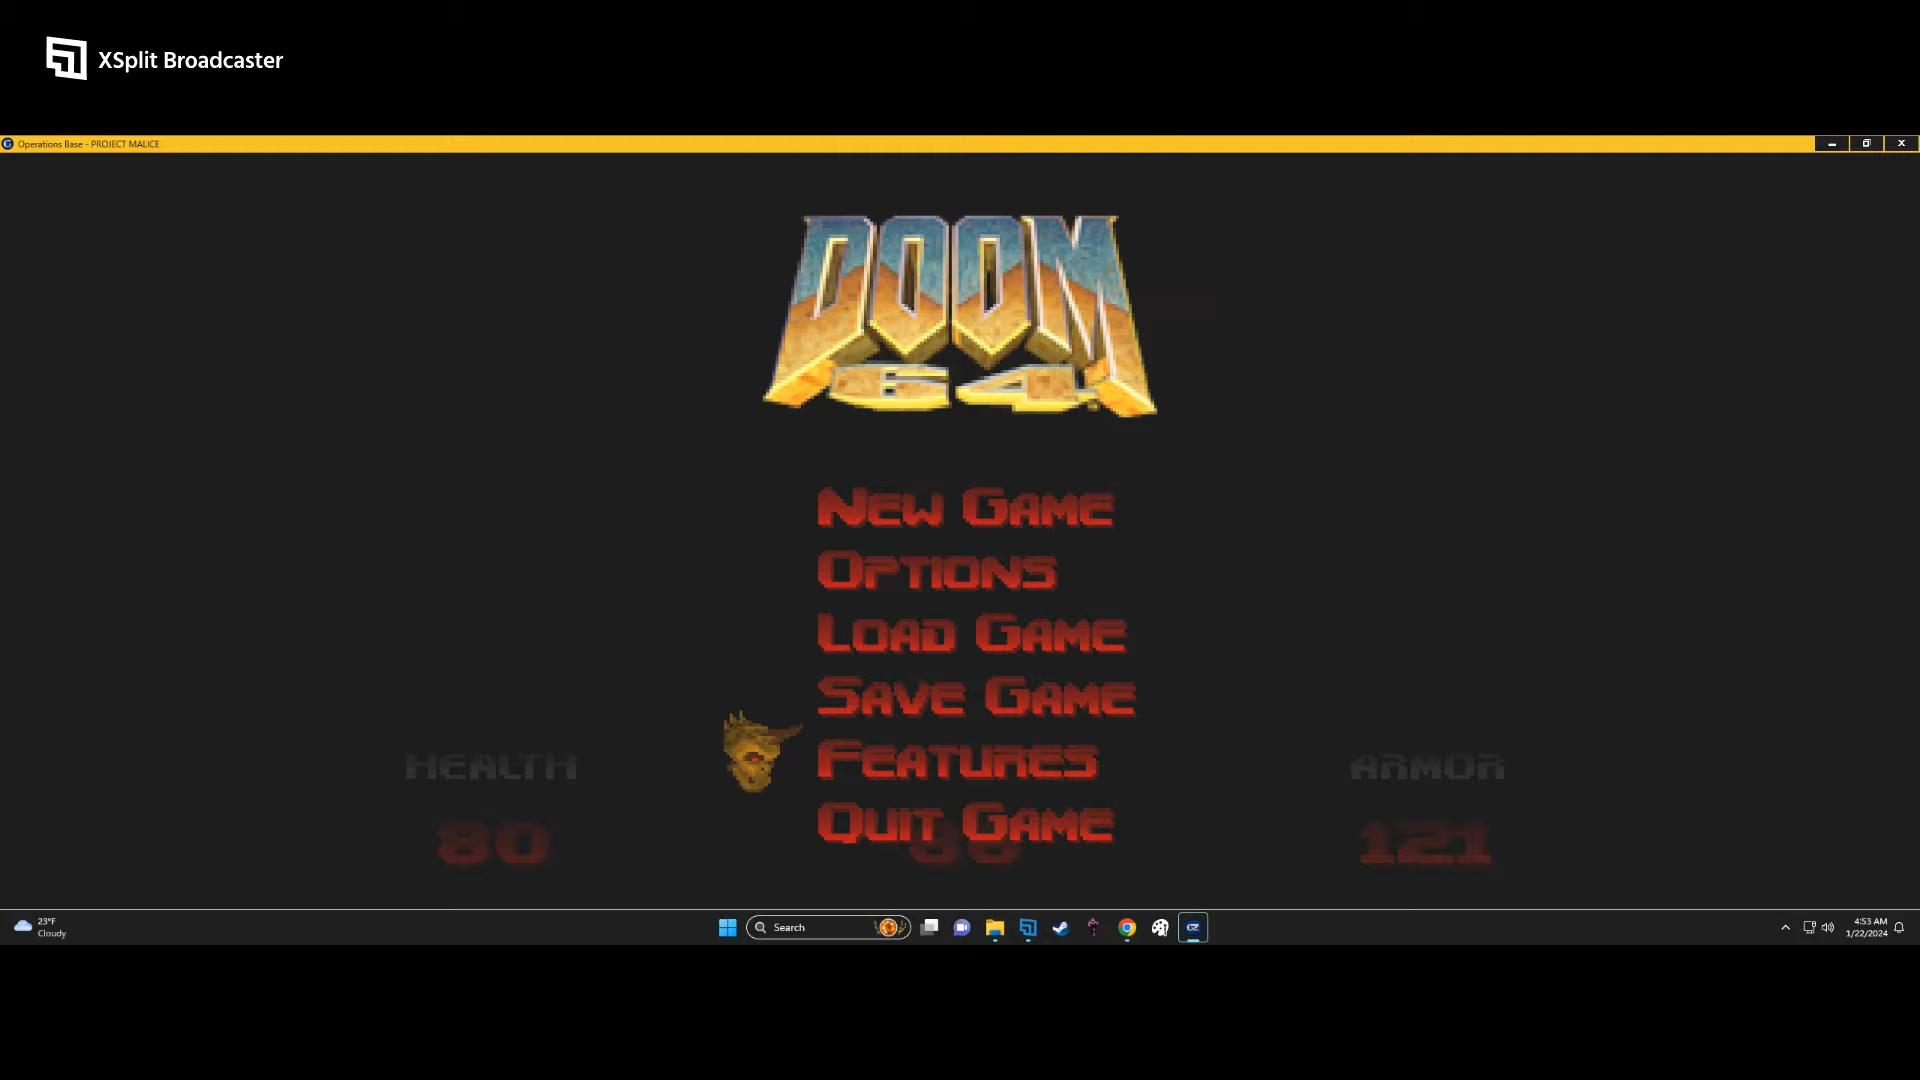 XSplit Broadcaster
Operations Base - PROJECT MALICE
DOOM
64
NEW GAME
OPTIONS
LOAD GAME
SAVE GAME
FEATURES
QUIT GAME
HEALTH
80
ARMOR
121
23°F
Cloudy
Search
4:53 AM
1/22/2024